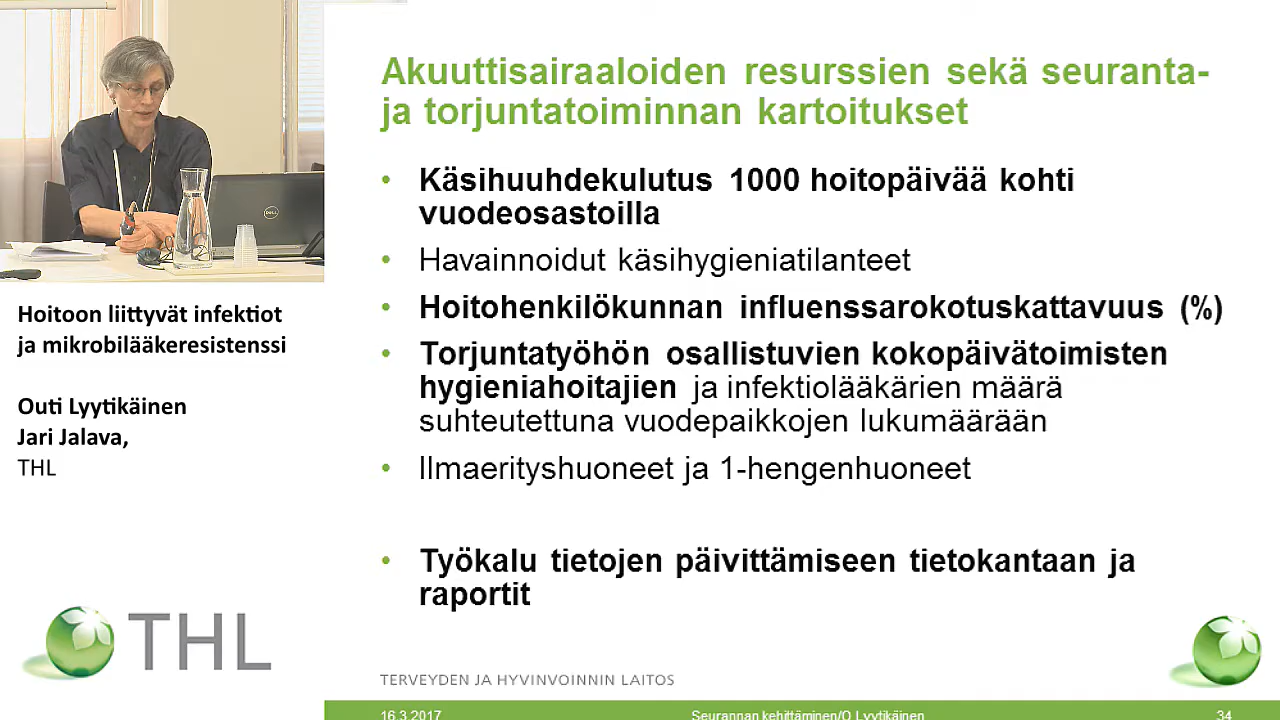 Akuuttisairaaloiden resurssien sekä seuranta-
ja torjuntatoiminnan kartoitukset
• Käsihuuhdekulutus 1000 hoitopäivää kohti
vuodeosastoilla
• Havainnoidut käsihygieniatilanteet
• Hoitohenkilökunnan influenssarokotuskattavuus (%)
• Torjuntatyöhön osallistuvien kokopäivätoimisten
hygieniahoitajien ja infektiolääkärien määrä
suhteutettuna vuodepaikkojen lukumäärään
• Ilmaerityshuoneet ja 1-hengenhuoneet
• Työkalu tietojen päivittämiseen tietokantaan ja
raportit
Hoitoon liittyvät infektiot
ja mikrobilääkeresistenssi
Outi Lyytikäinen
Jari Jalava,
THL
THL
TERVEYDEN JA HYVINVOINNIN LAITOS
16.3.2017 Seurannan kehittäminen/O Lyytikäinen 34
DELL